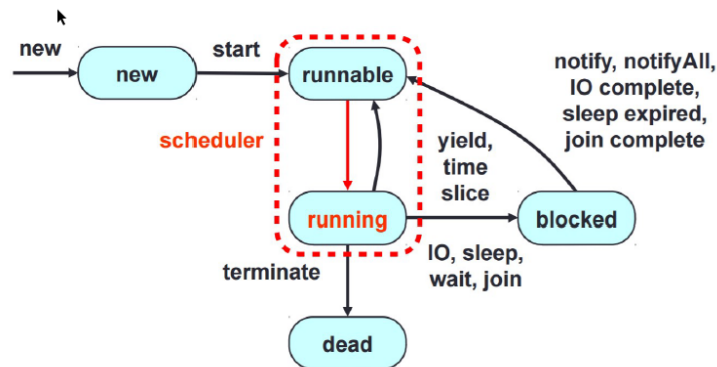 new
new
start
runnable
notify, notifyAll,
IO complete,
sleep expired,
join complete
scheduler
yield,
time
slice
running
blocked
terminate
IO, sleep,
wait, join
dead